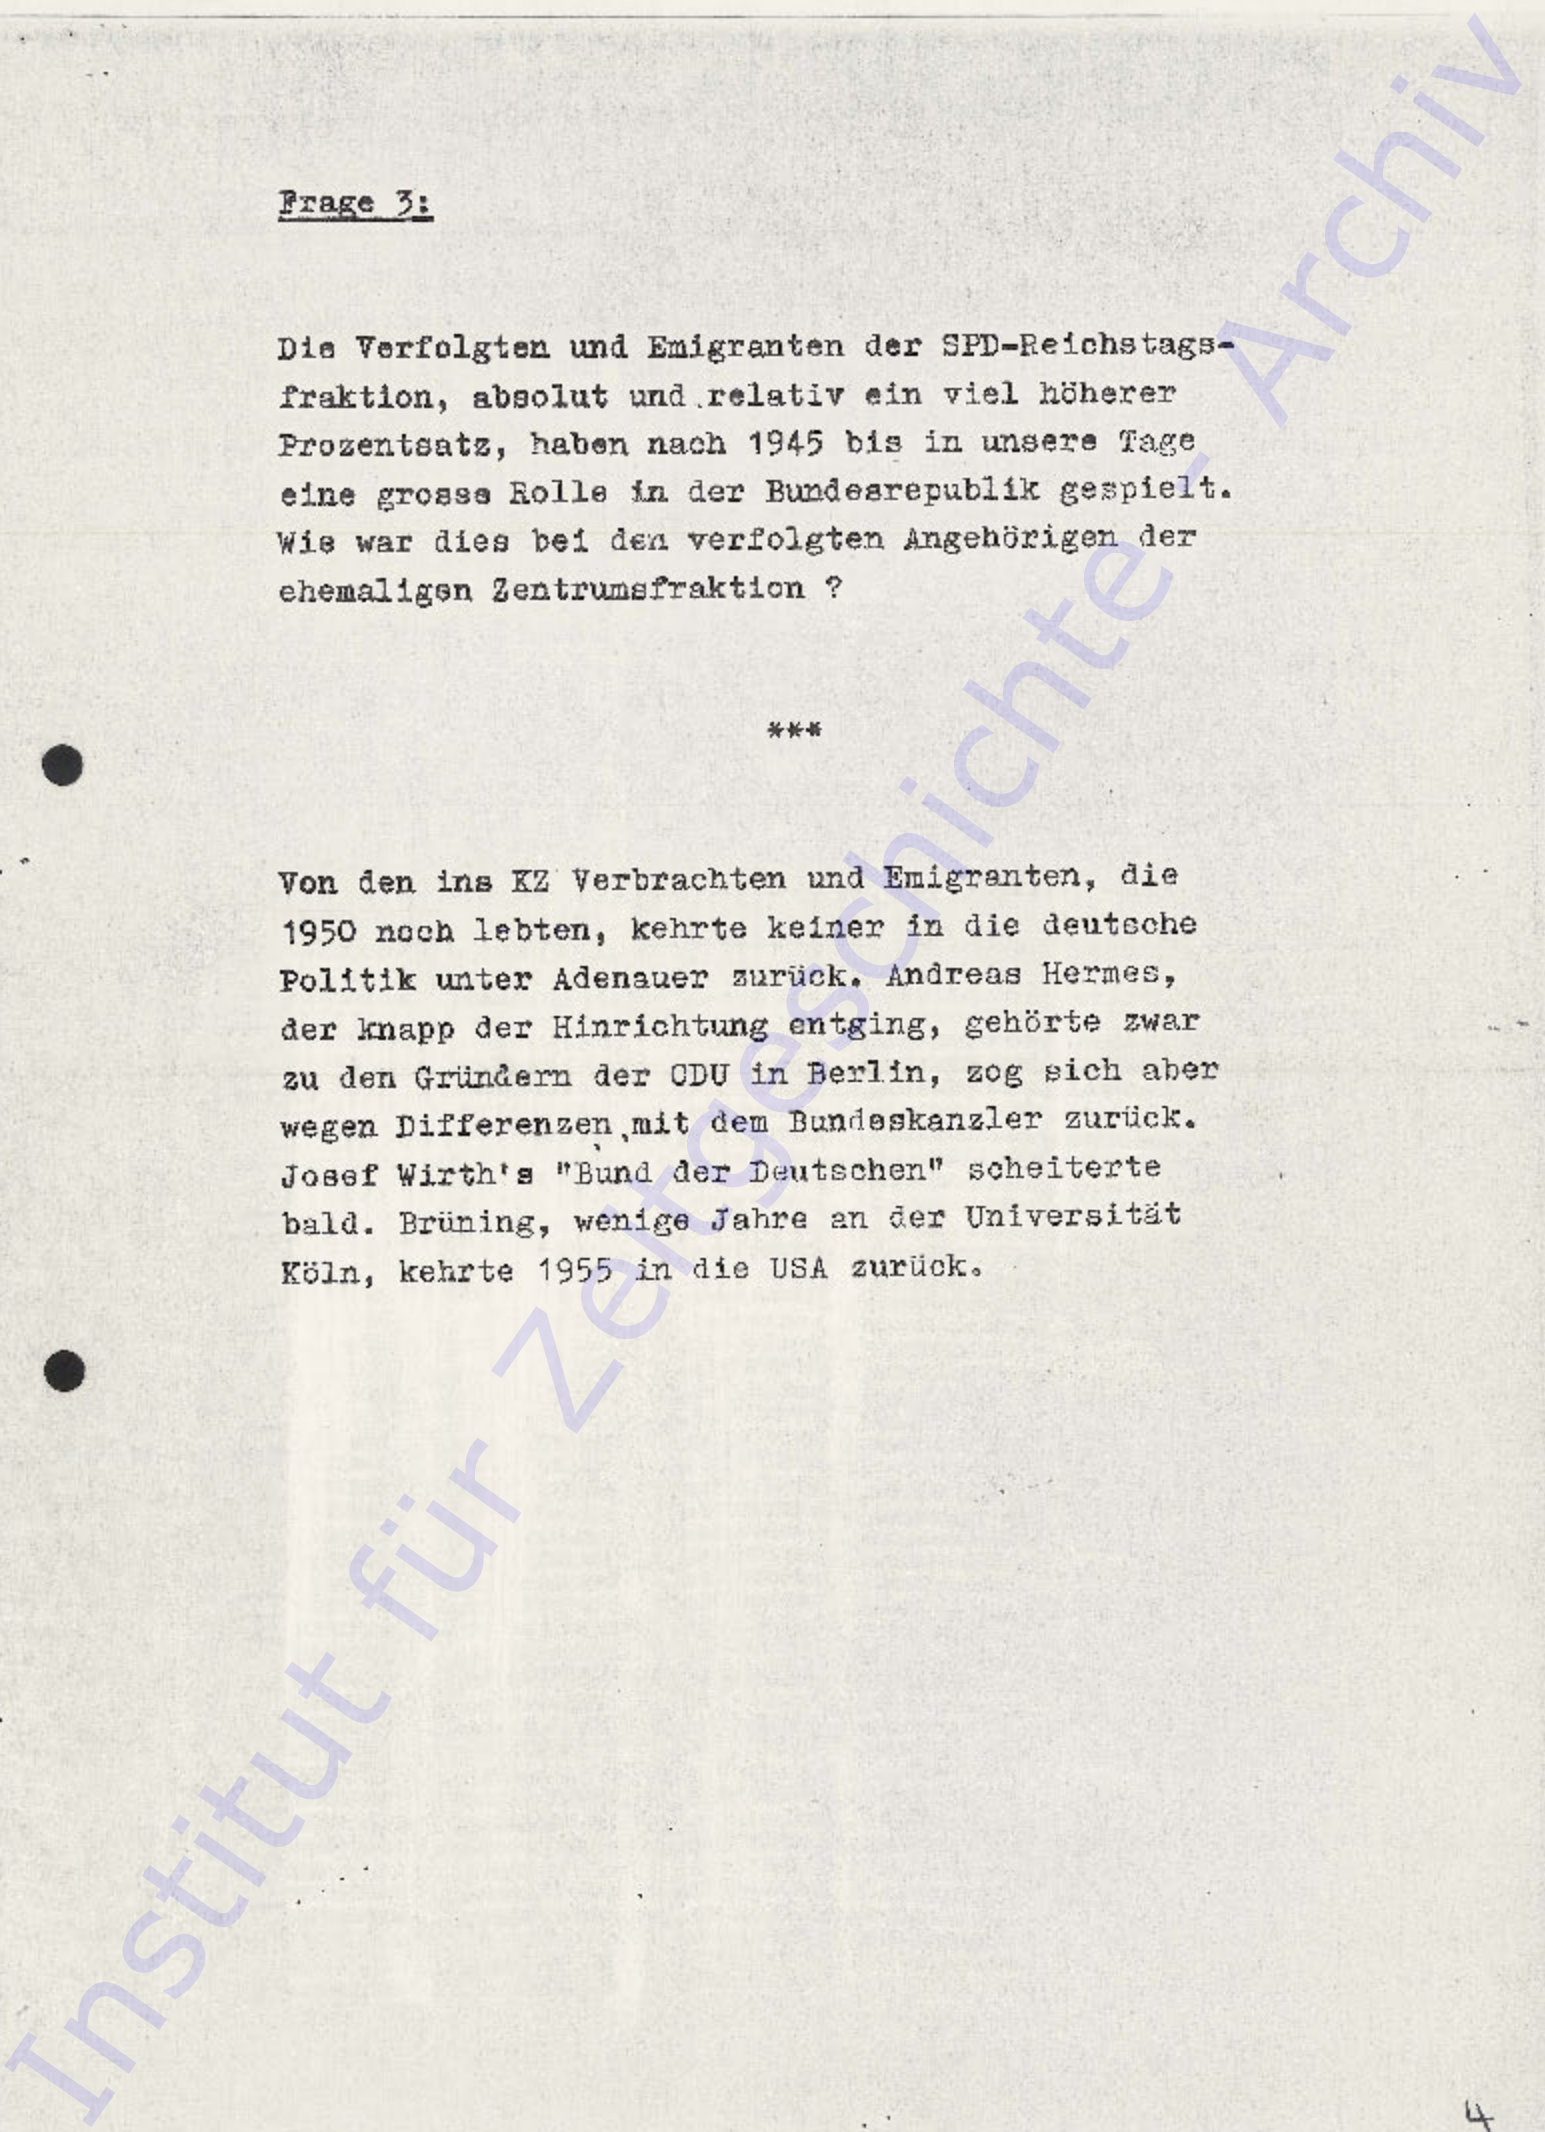 Frage 3:
Die Verfolgten und Emigranten der SPD-Reichstags-
fraktion, absolut und relativ ein viel höherer
Prozentsatz, haben nach 1945 bis in unsere Tage
eine grosse Rolle in der Bundesrepublik gespielt.
Wie war dies bei den verfolgten Angehörigen der
ehemaligen Zentrumsfraktion ?
***
Von den ins KZ Verbrachten und Emigranten, die
1950 noch lebten, kehrte keiner in die deutsche
Politik unter Adenauer zurück. Andreas Hermes,
der knapp der Hinrichtung entging, gehörte zwar
zu den Gründern der CDU in Berlin, zog sich aber
wegen Differenzen mit dem Bundeskanzler zurück.
Josef Wirth's "Bund der Deutschen" scheiterte
bald. Brüning, wenige Jahre an der Universität
Köln, kehrte 1955 in die USA zurück.
4
Institut für Zeitgeschichte - Archiv